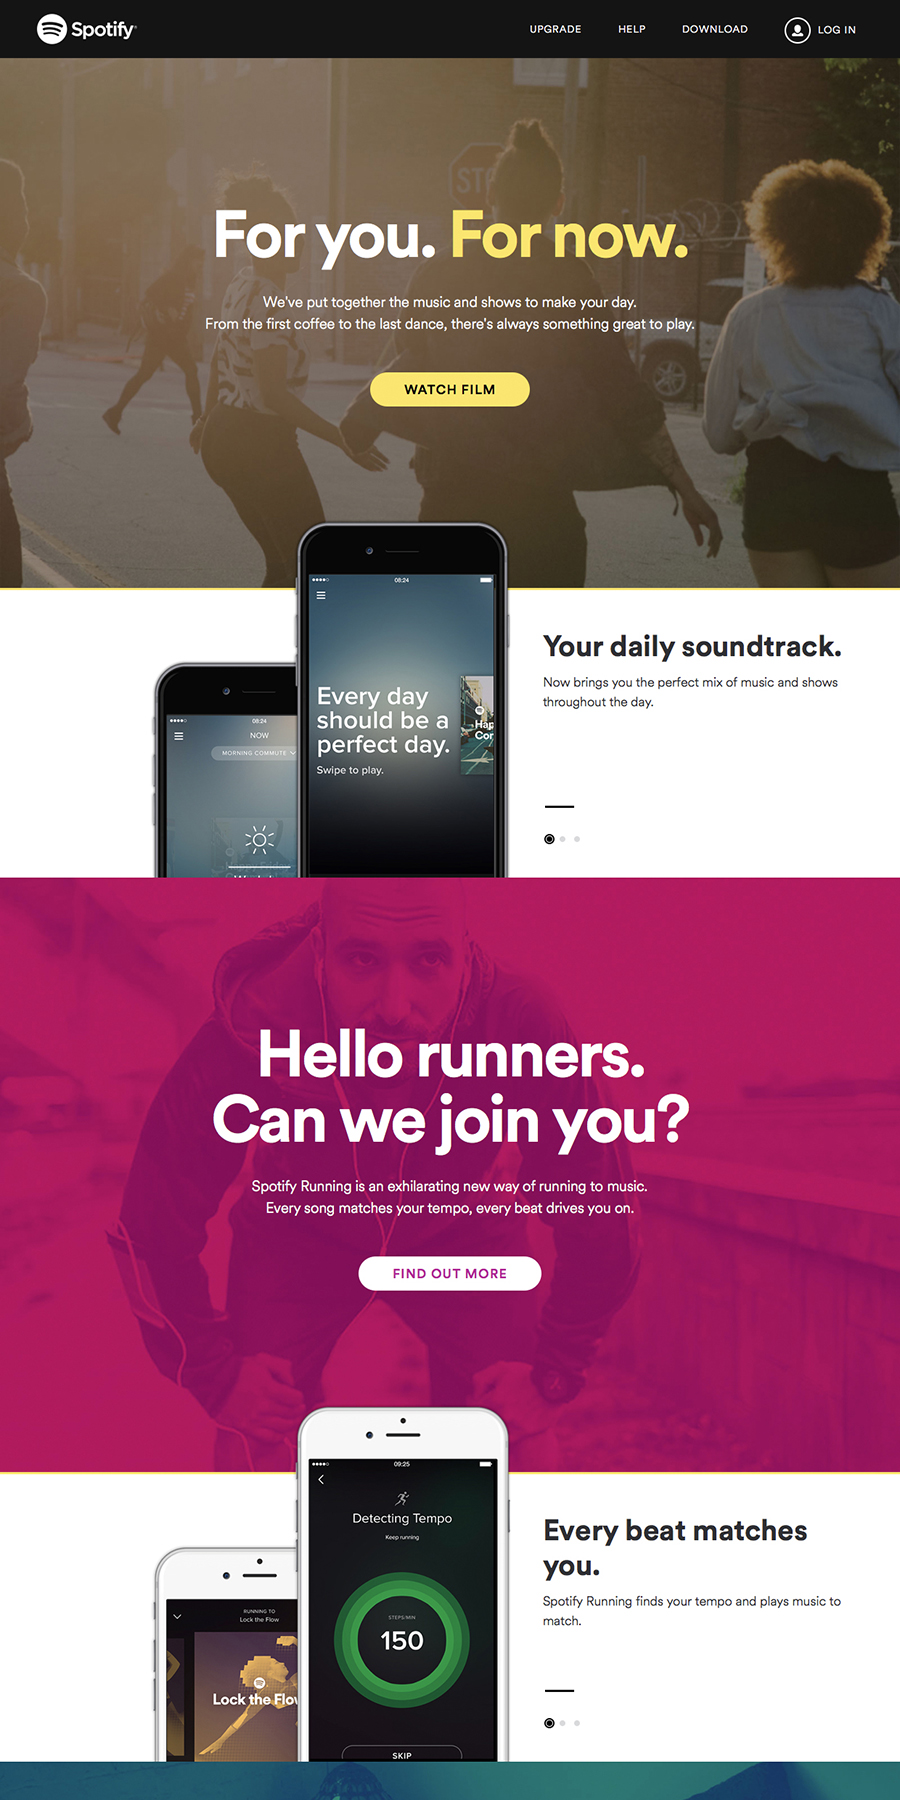 Spotify
UPGRADE
HELP
DOWNLOAD
LOG IN
For you. For now.
We've put together the music and shows to make your day.
From the first coffee to the last dance, there's always something great to play.
WATCH FILM
08:24
Every day
should be a
perfect day.
Swipe to play.
08:24
NOW
MORNING COMMUTE
Your daily soundtrack.
Now brings you the perfect mix of music and shows
throughout the day.
Hello runners.
Can we join you?
Spotify Running is an exhilarating new way of running to music.
Every song matches your tempo, every beat drives you on.
FIND OUT MORE
09:25
Detecting Tempo
Keep running
STEPS/MIN
150
SKIP
RUNNING TO
Lock the Flow
Lock the Flow
Every beat matches
you.
Spotify Running finds your tempo and plays music to
match.